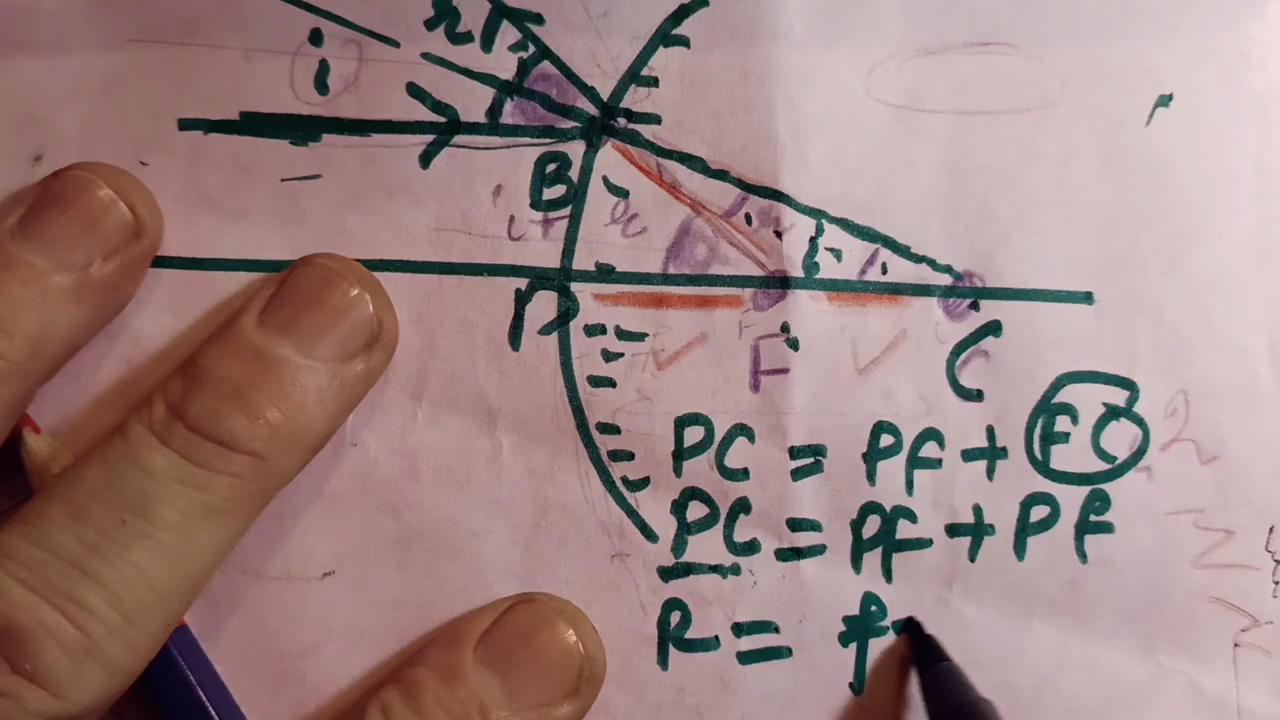 r
i
B
i + r
r
i
P
F
C
PC = PF + FC
PC = PF + PF
R = f